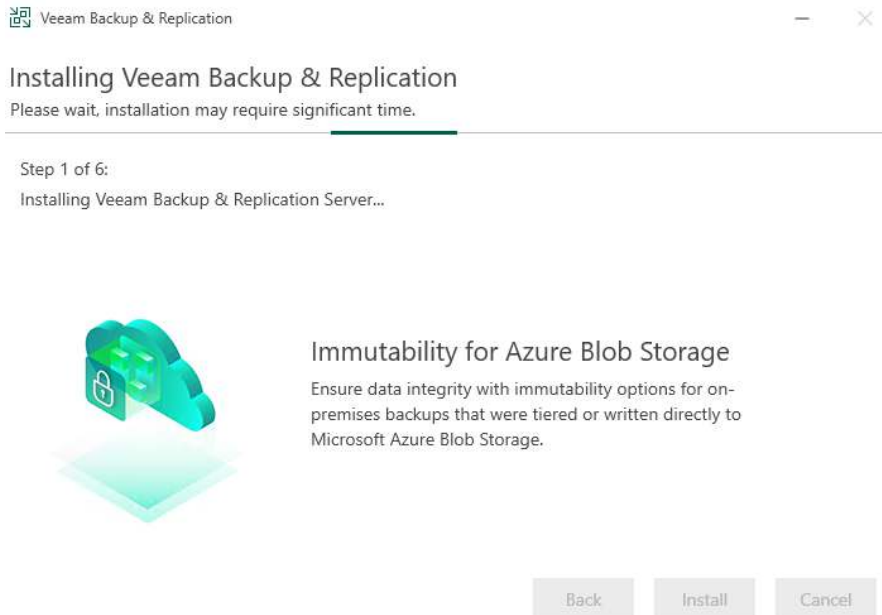 Veeam Backup & Replication
Installing Veeam Backup & Replication
Please wait, installation may require significant time.
Step 1 of 6:
Installing Veeam Backup & Replication Server...
Immutability for Azure Blob Storage
Ensure data integrity with immutability options for on-
premises backups that were tiered or written directly to
Microsoft Azure Blob Storage.
Back Install Cancel